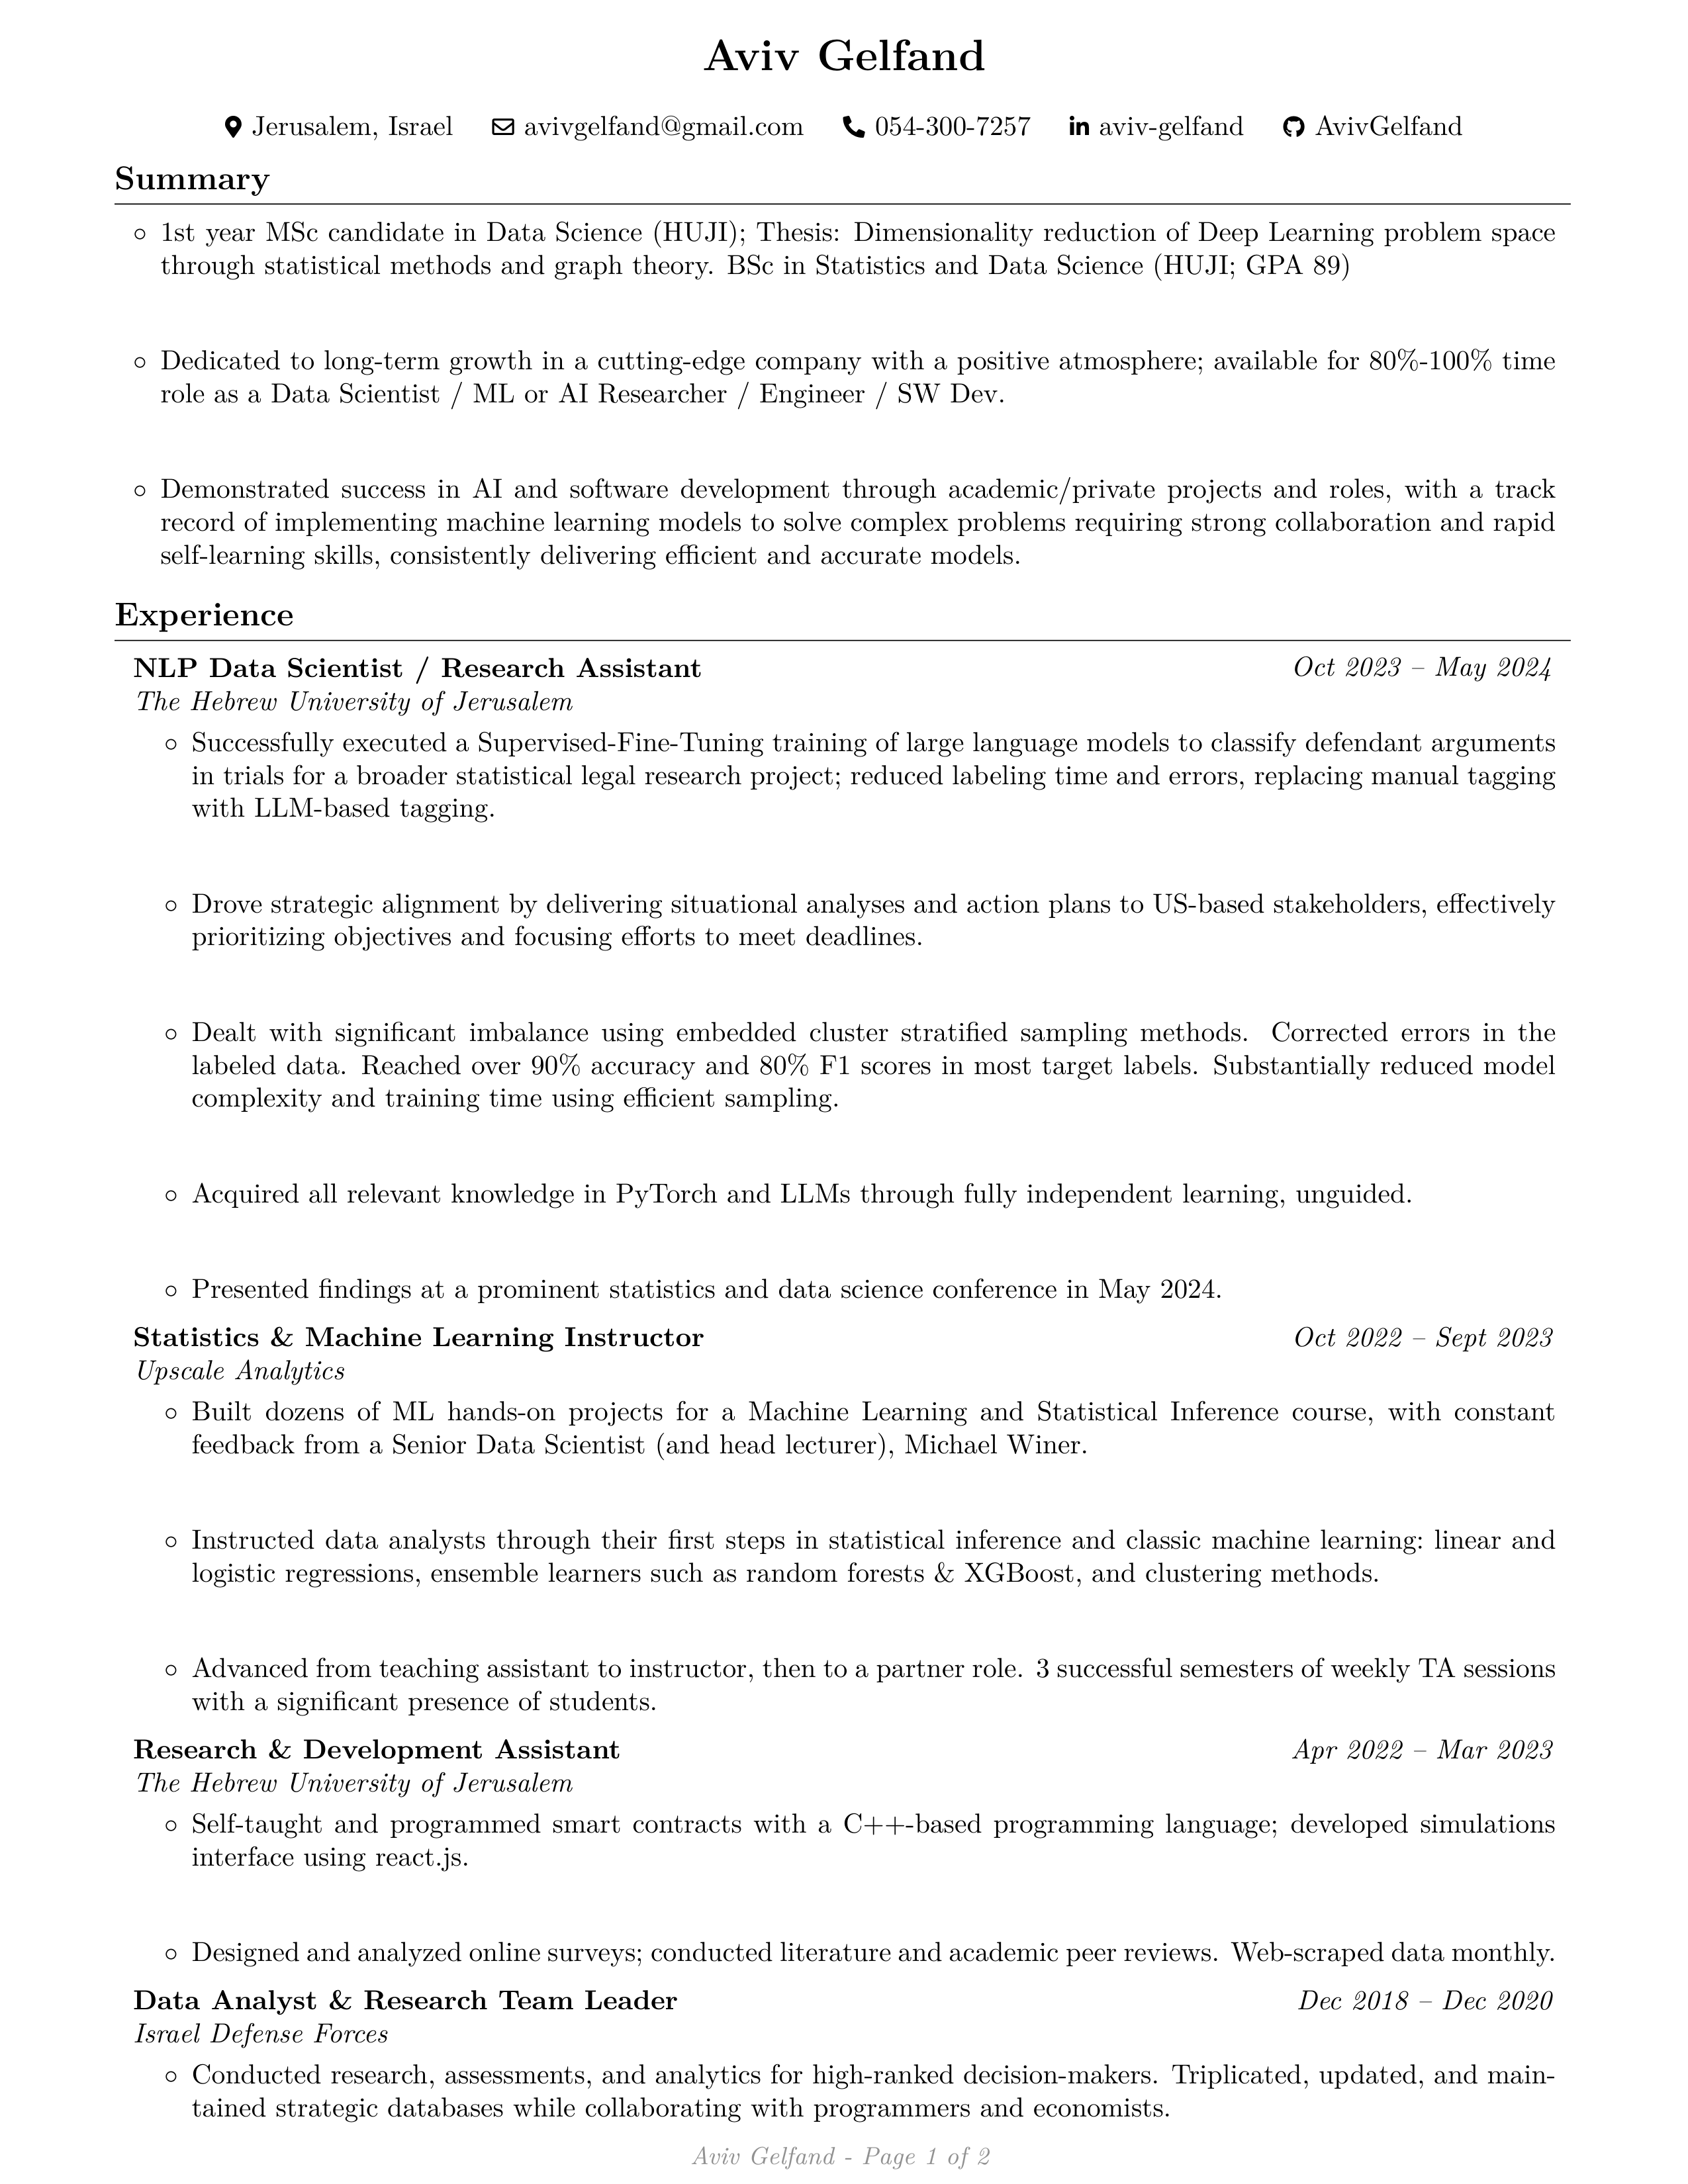 Aviv Gelfand
Jerusalem, Israel avivgelfand@gmail.com 054-300-7257 aviv-gelfand AvivGelfand
Summary
1st year MSc candidate in Data Science (HUJI); Thesis: Dimensionality reduction of Deep Learning problem space
through statistical methods and graph theory. BSc in Statistics and Data Science (HUJI; GPA 89)
Dedicated to long-term growth in a cutting-edge company with a positive atmosphere; available for 80%-100% time
role as a Data Scientist / ML or AI Researcher / Engineer / SW Dev.
Demonstrated success in AI and software development through academic/private projects and roles, with a track
record of implementing machine learning models to solve complex problems requiring strong collaboration and rapid
self-learning skills, consistently delivering efficient and accurate models.
Experience
NLP Data Scientist / Research Assistant Oct 2023 – May 2024
The Hebrew University of Jerusalem
Successfully executed a Supervised-Fine-Tuning training of large language models to classify defendant arguments
in trials for a broader statistical legal research project; reduced labeling time and errors, replacing manual tagging
with LLM-based tagging.
Drove strategic alignment by delivering situational analyses and action plans to US-based stakeholders, effectively
prioritizing objectives and focusing efforts to meet deadlines.
Dealt with significant imbalance using embedded cluster stratified sampling methods. Corrected errors in the
labeled data. Reached over 90% accuracy and 80% F1 scores in most target labels. Substantially reduced model
complexity and training time using efficient sampling.
Acquired all relevant knowledge in PyTorch and LLMs through fully independent learning, unguided.
Presented findings at a prominent statistics and data science conference in May 2024.
Statistics & Machine Learning Instructor Oct 2022 – Sept 2023
Upscale Analytics
Built dozens of ML hands-on projects for a Machine Learning and Statistical Inference course, with constant
feedback from a Senior Data Scientist (and head lecturer), Michael Winer.
Instructed data analysts through their first steps in statistical inference and classic machine learning: linear and
logistic regressions, ensemble learners such as random forests & XGBoost, and clustering methods.
Advanced from teaching assistant to instructor, then to a partner role. 3 successful semesters of weekly TA sessions
with a significant presence of students.
Research & Development Assistant Apr 2022 – Mar 2023
The Hebrew University of Jerusalem
Self-taught and programmed smart contracts with a C++-based programming language; developed simulations
interface using react.js.
Designed and analyzed online surveys; conducted literature and academic peer reviews. Web-scraped data monthly.
Data Analyst & Research Team Leader Dec 2018 – Dec 2020
Israel Defense Forces
Conducted research, assessments, and analytics for high-ranked decision-makers. Triplicated, updated, and main-
tained strategic databases while collaborating with programmers and economists.
Aviv Gelfand - Page 1 of 2